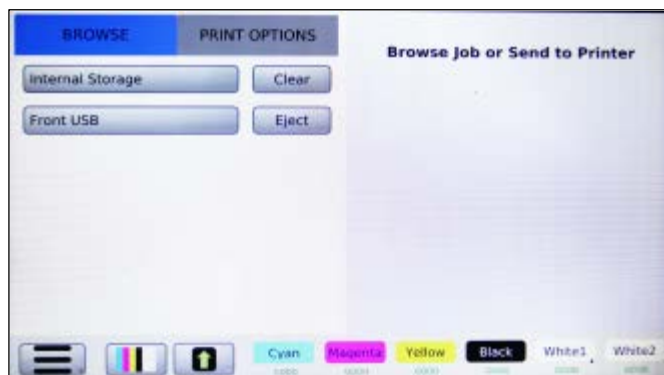 BROWSE
PRINT OPTIONS
Browse Job or Send to Printer
Internal Storage
Clear
Front USB
Eject
Cyan
Magenta
Yellow
Black
White1
White2